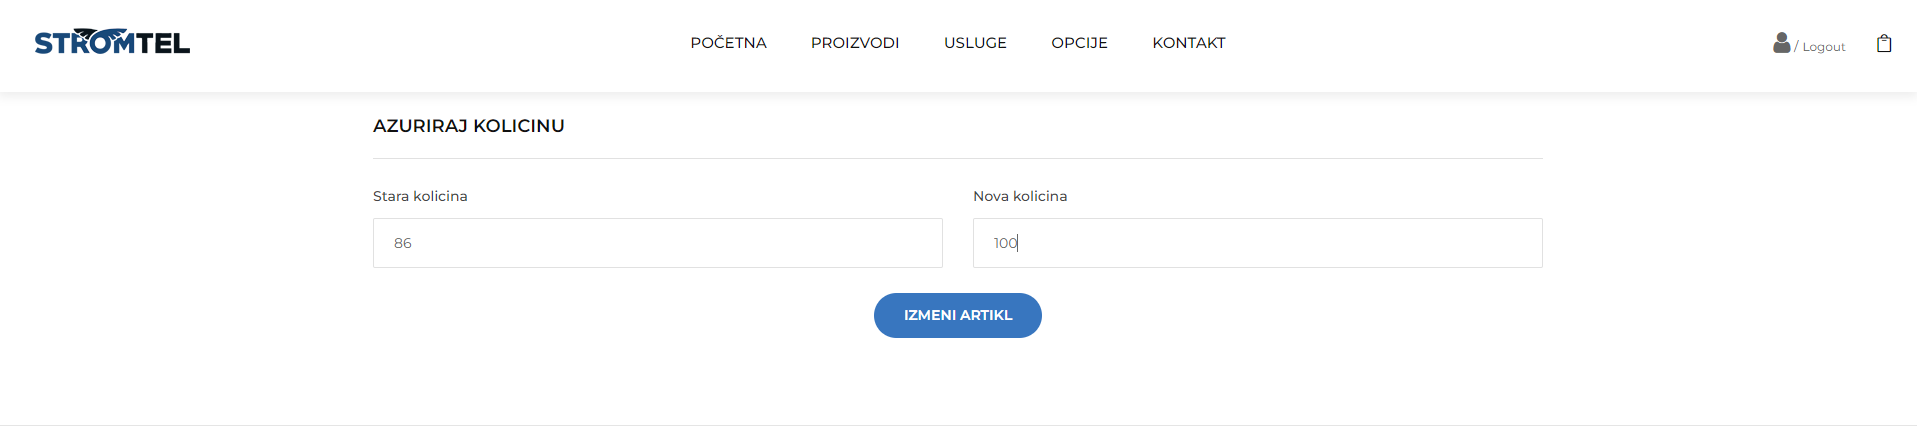 STROMTEL
POČETNA PROIZVODI USLUGE OPCIJE KONTAKT
/ Logout
AZURIRAJ KOLICINU
Stara kolicina Nova kolicina
86 100
IZMENI ARTIKL